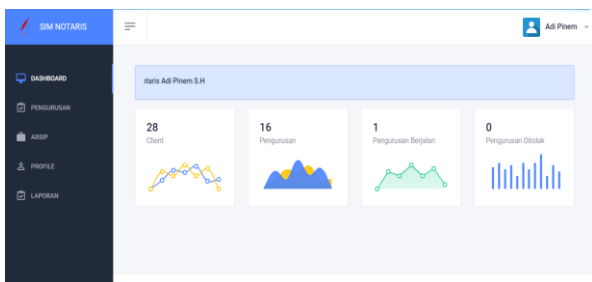 SIM NOTARIS
Adi Pinem
DASHBOARD
PENGURUSAN
ARSIP
PROFILE
LAPORAN
otaris Adi Pinem S.H
28
Client
16
Pengurusan
1
Pengurusan Berjalan
0
Pengurusan Ditolak